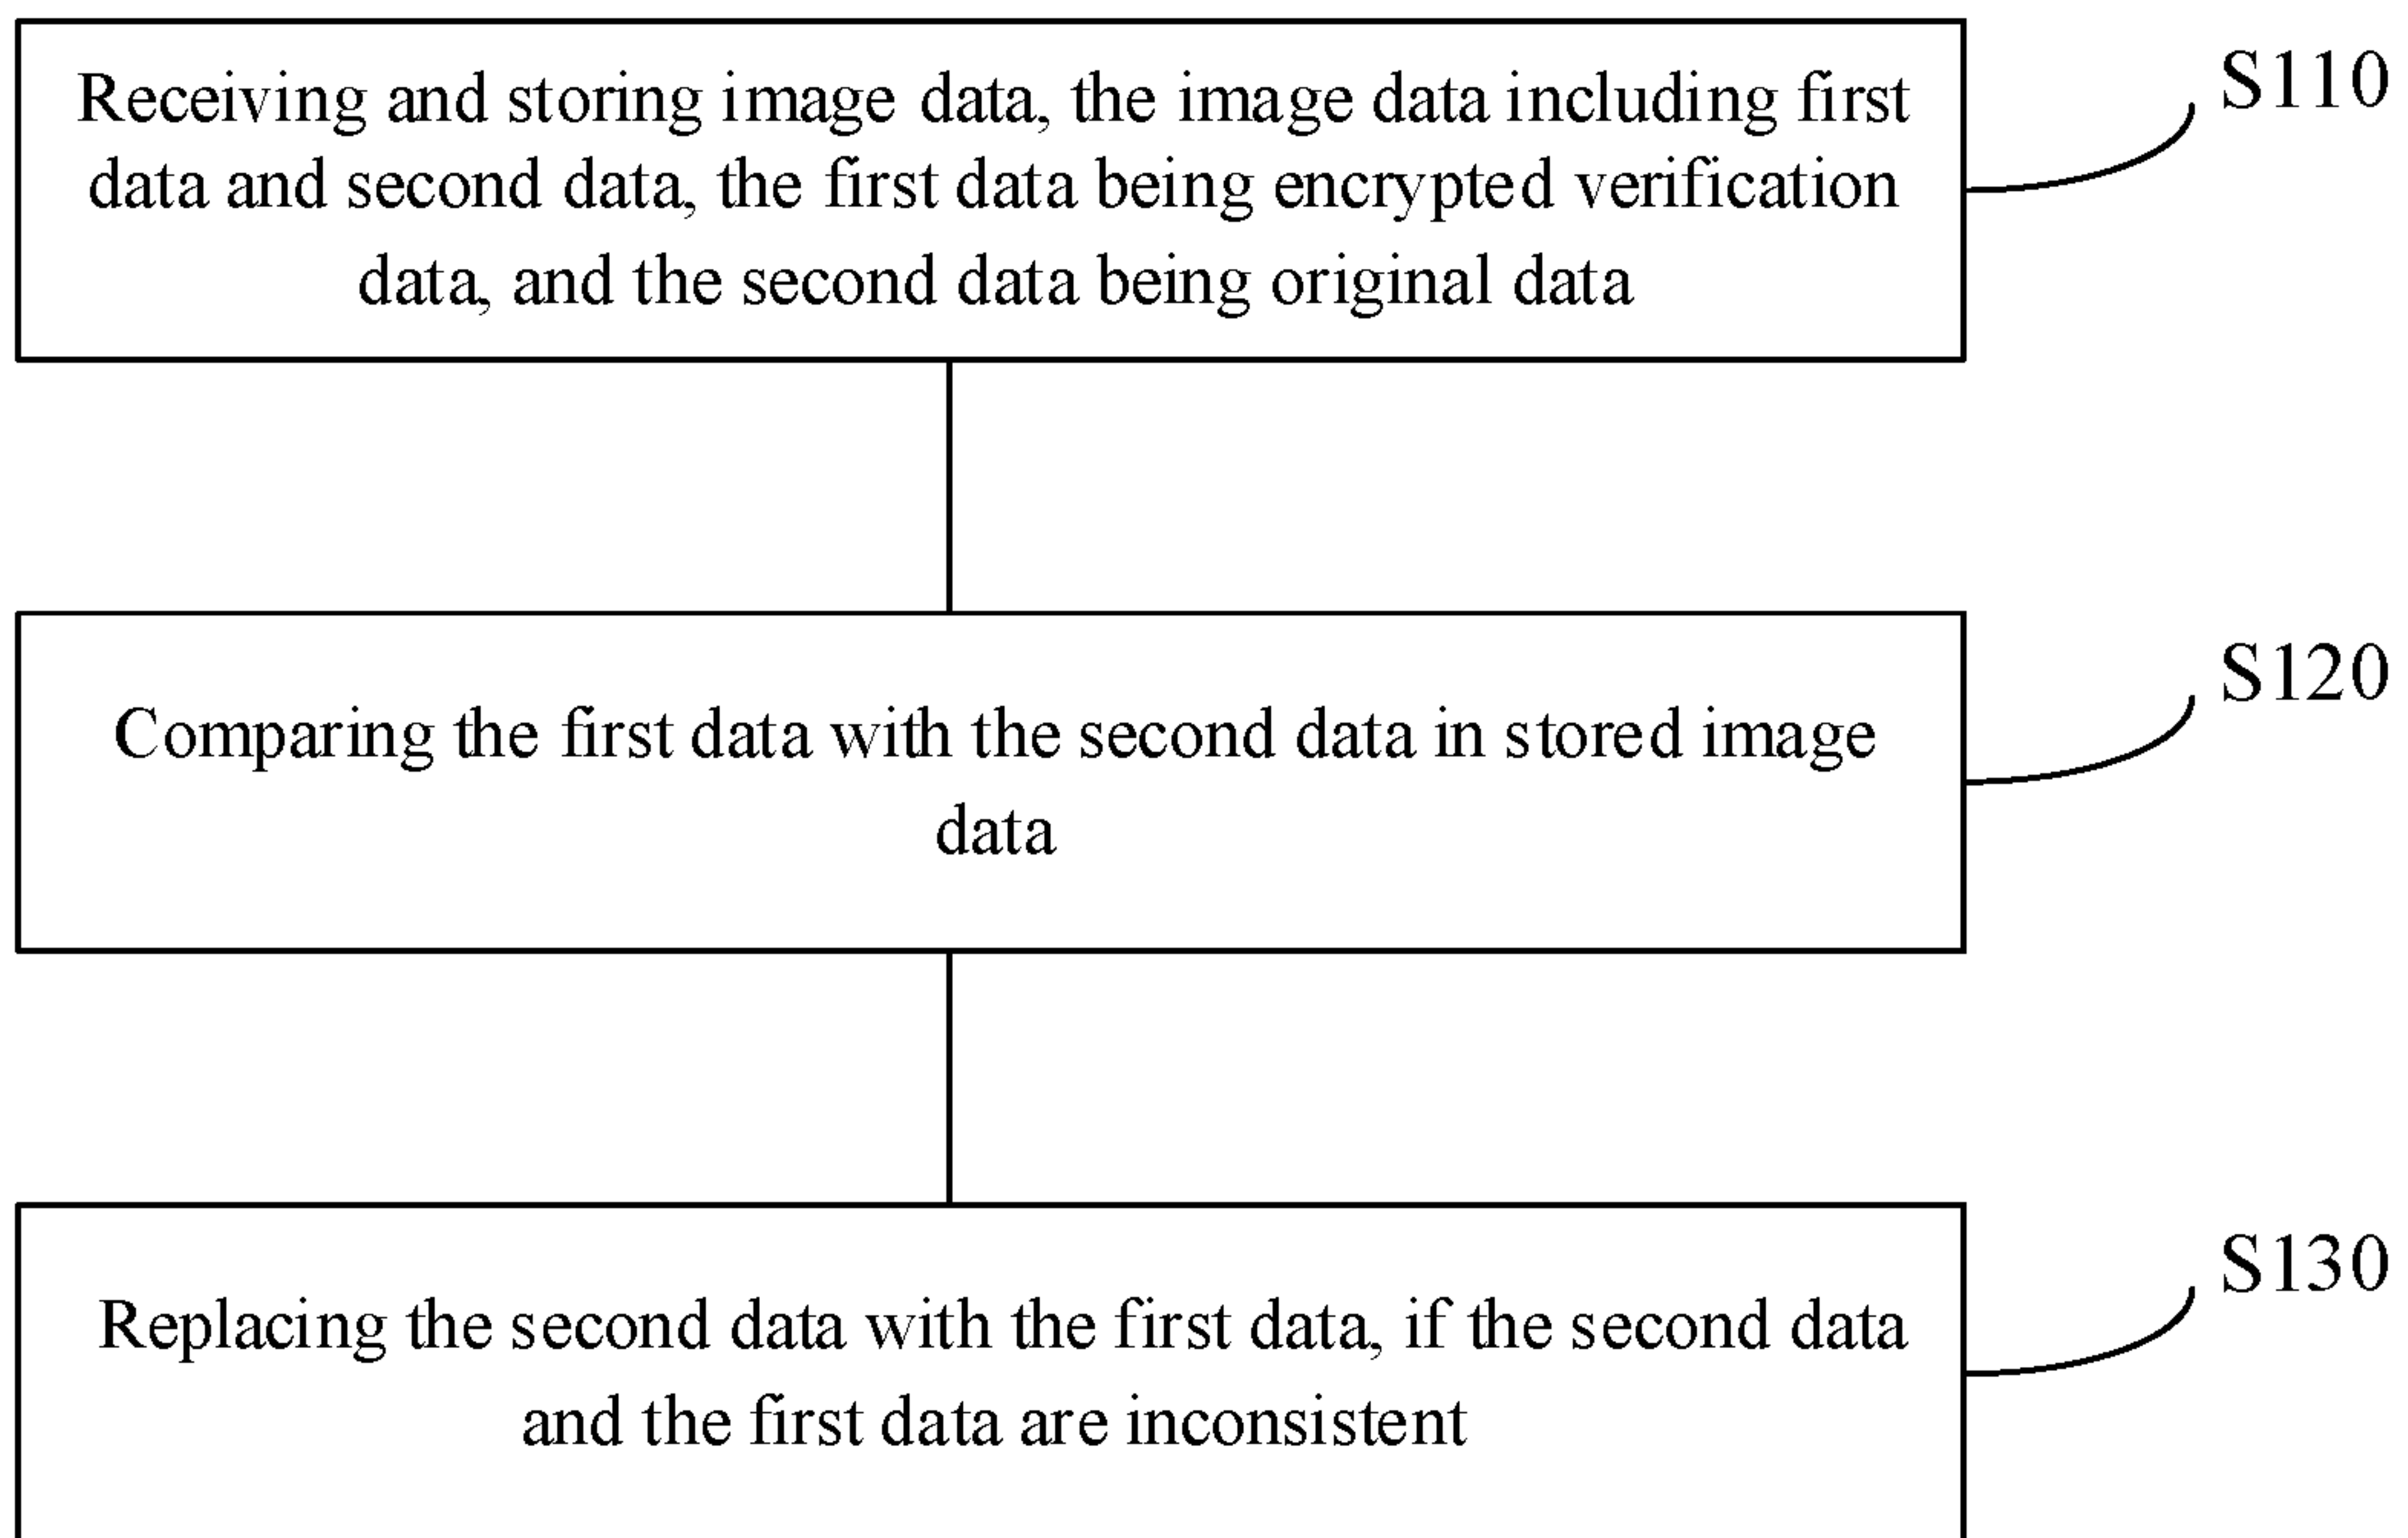 Receiving and storing image data, the image data including first
data and second data, the first data being encrypted verification
data, and the second data being original data
S110
Comparing the first data with the second data in stored image
data
S120
Replacing the second data with the first data, if the second data
and the first data are inconsistent
S130